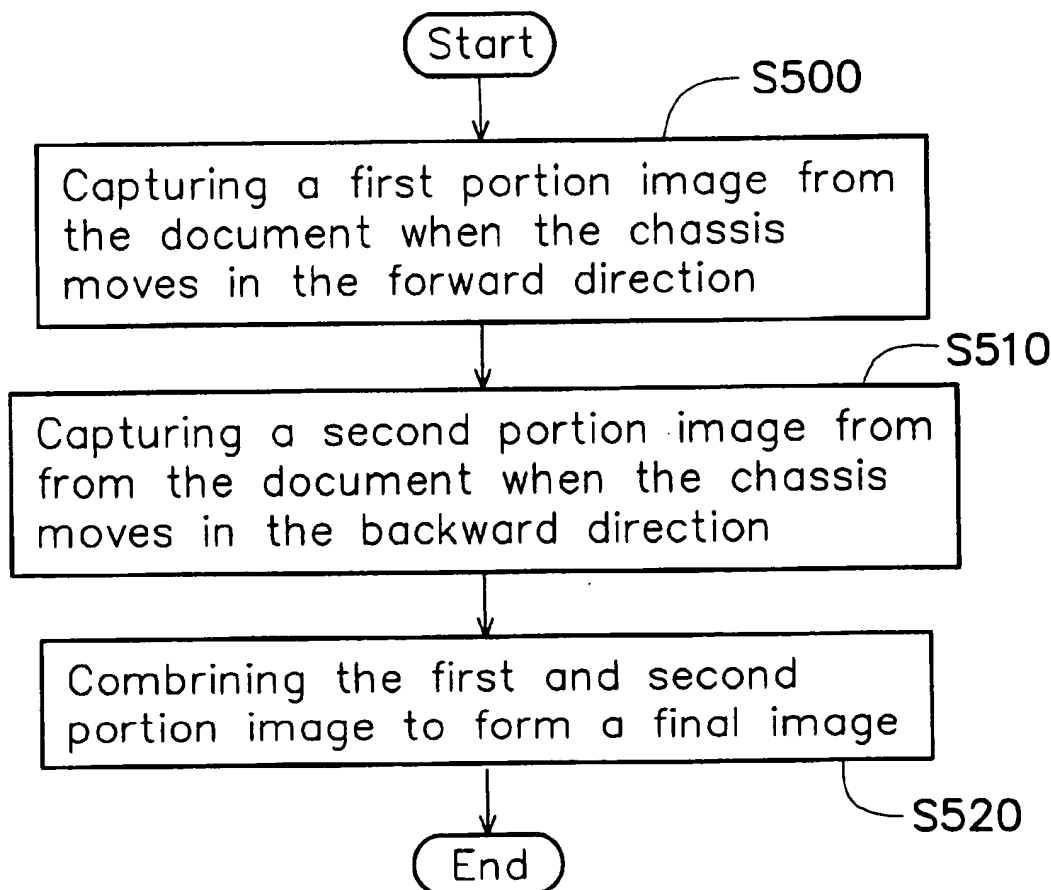 Start
S500
Capturing a first portion image from
the document when the chassis
moves in the forward direction
S510
Capturing a second portion image from
from the document when the chassis
moves in the backward direction
Combrining the first and second
portion image to form a final image
S520
End